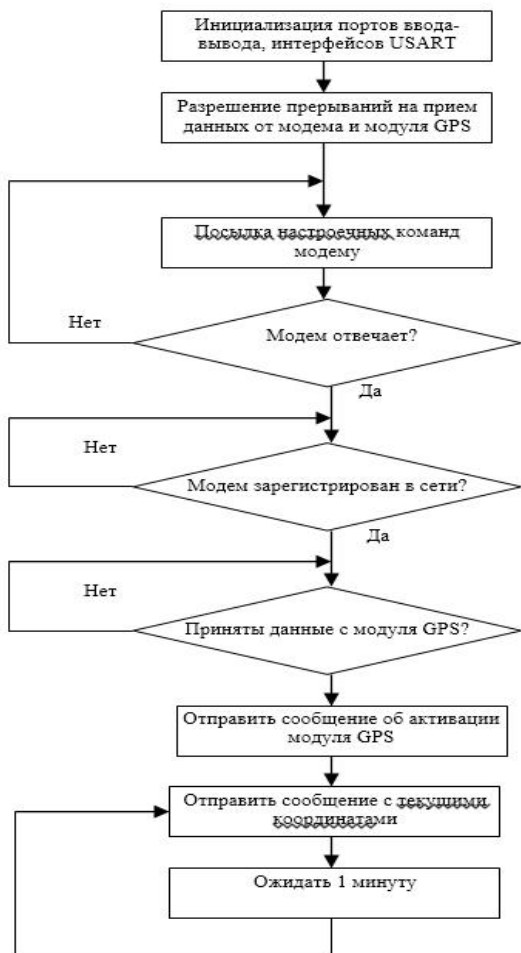 Инициализация портов ввода-
вывода, интерфейсов USART
Разрешение прерываний на прием
данных от модема и модуля GPS
Посылка настроечных команд
модему
Нет
Модем отвечает?
Да
Нет
Модем зарегистрирован в сети?
Да
Нет
Приняты данные с модуля GPS?
Отправить сообщение об активации
модуля GPS
Отправить сообщение с текущими
координатами
Ожидать 1 минуту